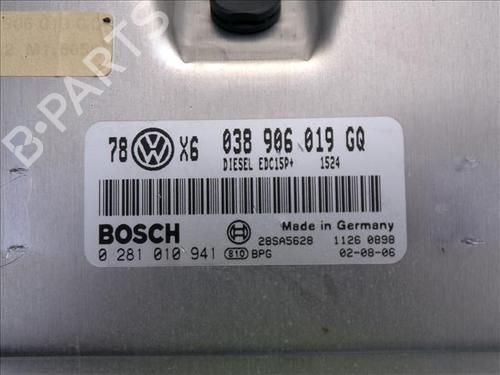 B-PARTS
78 X6 038 906 019 GQ
DIESEL EDC15P+ 1524
BOSCH
Made in Germany
28SA5628 1126 0898
0 281 010 941 810 BPG 02-08-06